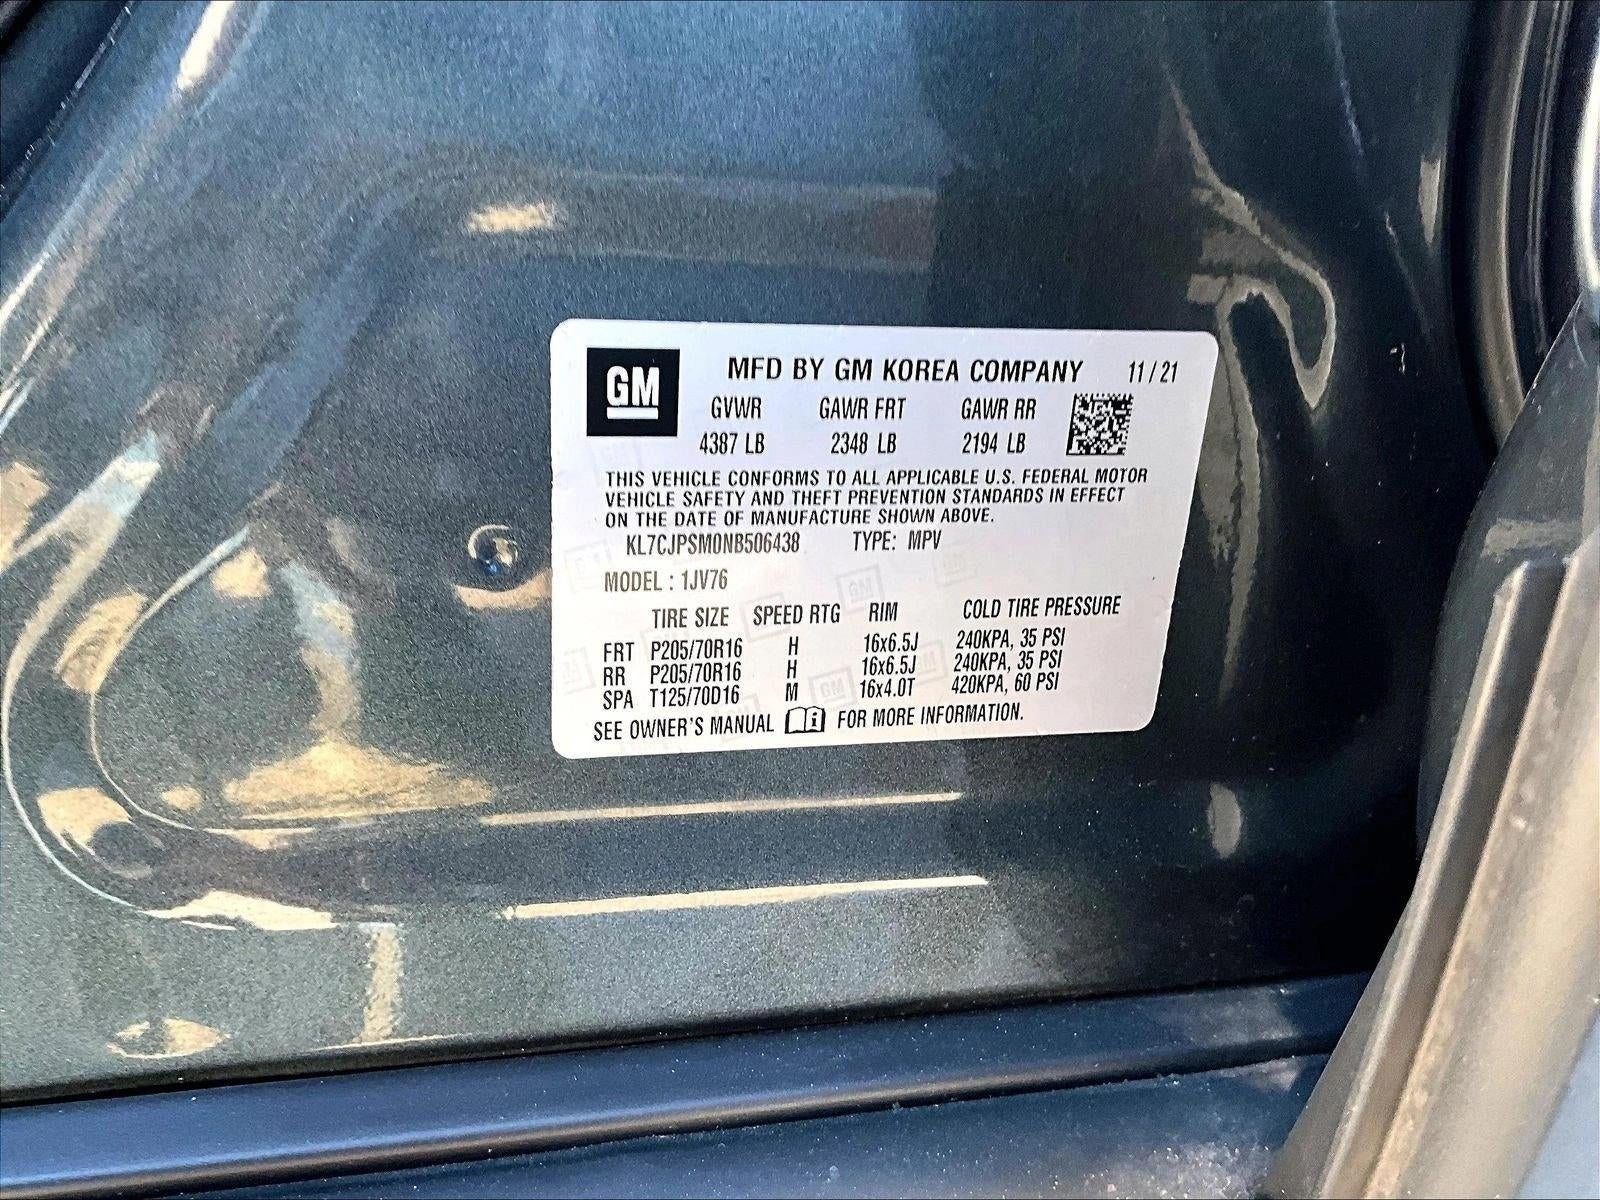 GM
MFD BY GM KOREA COMPANY 11/21
GVWR GAWR FRT GAWR RR
4387 LB 2348 LB 2194 LB
THIS VEHICLE CONFORMS TO ALL APPLICABLE U.S. FEDERAL MOTOR
VEHICLE SAFETY AND THEFT PREVENTION STANDARDS IN EFFECT
ON THE DATE OF MANUFACTURE SHOWN ABOVE.
KL7CJPSM0NB506438 TYPE: MPV
MODEL : 1JV76
TIRE SIZE SPEED RTG RIM COLD TIRE PRESSURE
FRT P205/70R16 H 16x6.5J 240KPA, 35 PSI
RR P205/70R16 H 16x6.5J 240KPA, 35 PSI
SPA T125/70D16 M 16x4.0T 420KPA, 60 PSI
SEE OWNER'S MANUAL i FOR MORE INFORMATION.